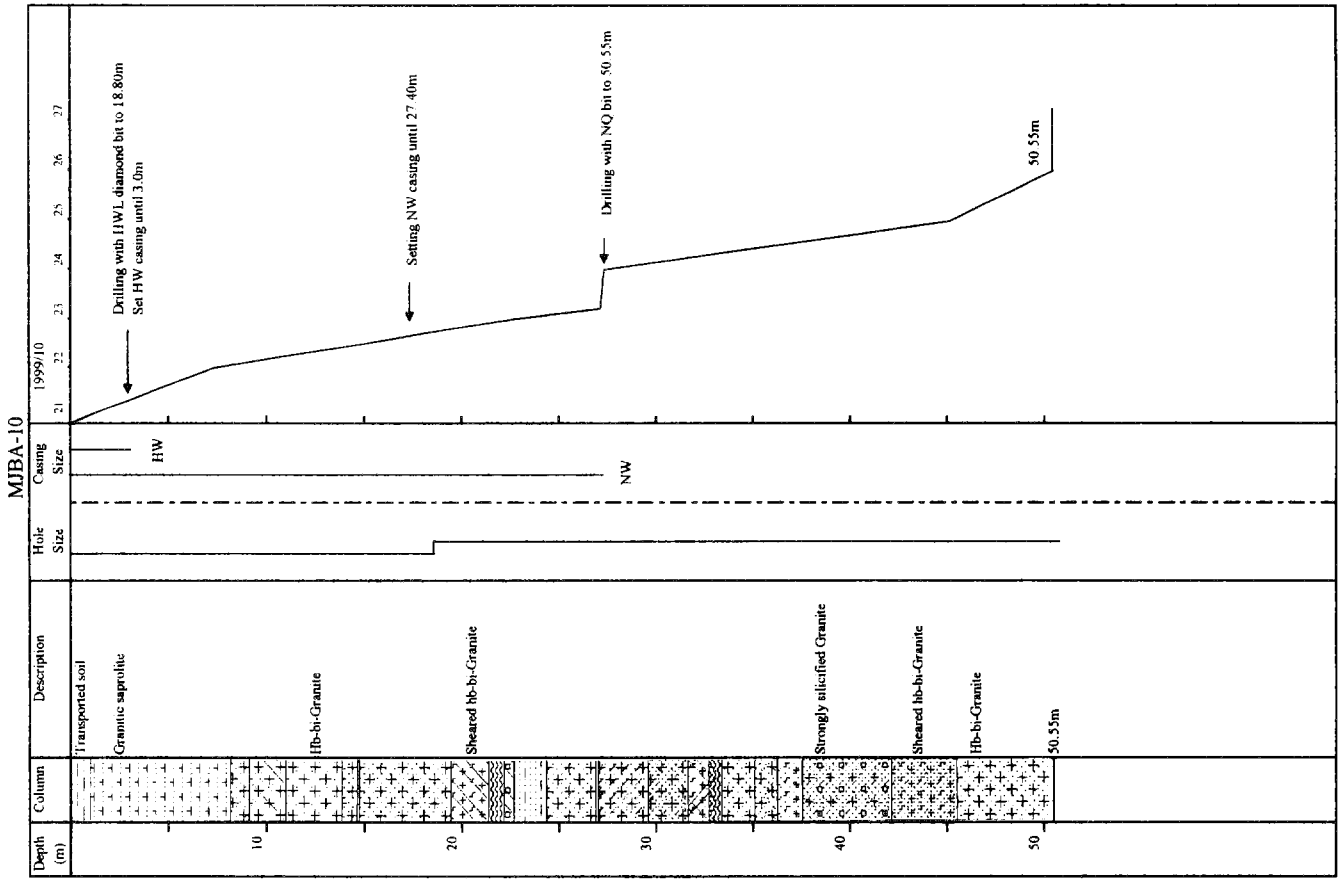 MJBA-10
Depth
(m)
Column
Description
Hole
Size
Casing
Size
1999/10
21 22 23 24 25 26 27
Transported soil
Granitic saprolite
HW
Drilling with HWL diamond bit to 18.80m
Set HW casing until 3.0m
10
Hb-bi-Granite
Setting NW casing until 27.40m
20
Sheared hb-bi-Granite
NW
Drilling with NQ bit to 50.55m
30
Strongly silicified Granite
40
Sheared hb-bi-Granite
Hb-bi-Granite
50
50.55m
50.55m